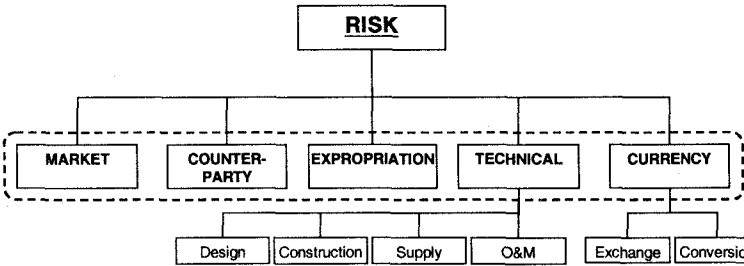 RISK
MARKET
COUNTER-
PARTY
EXPROPRIATION
TECHNICAL
CURRENCY
Design
Construction
Supply
O&M
Exchange
Conversio